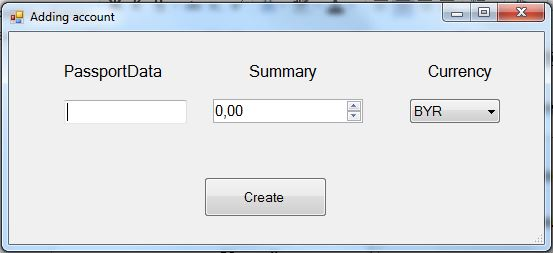 Adding account
PassportData Summary Currency
0,00 BYR
Create